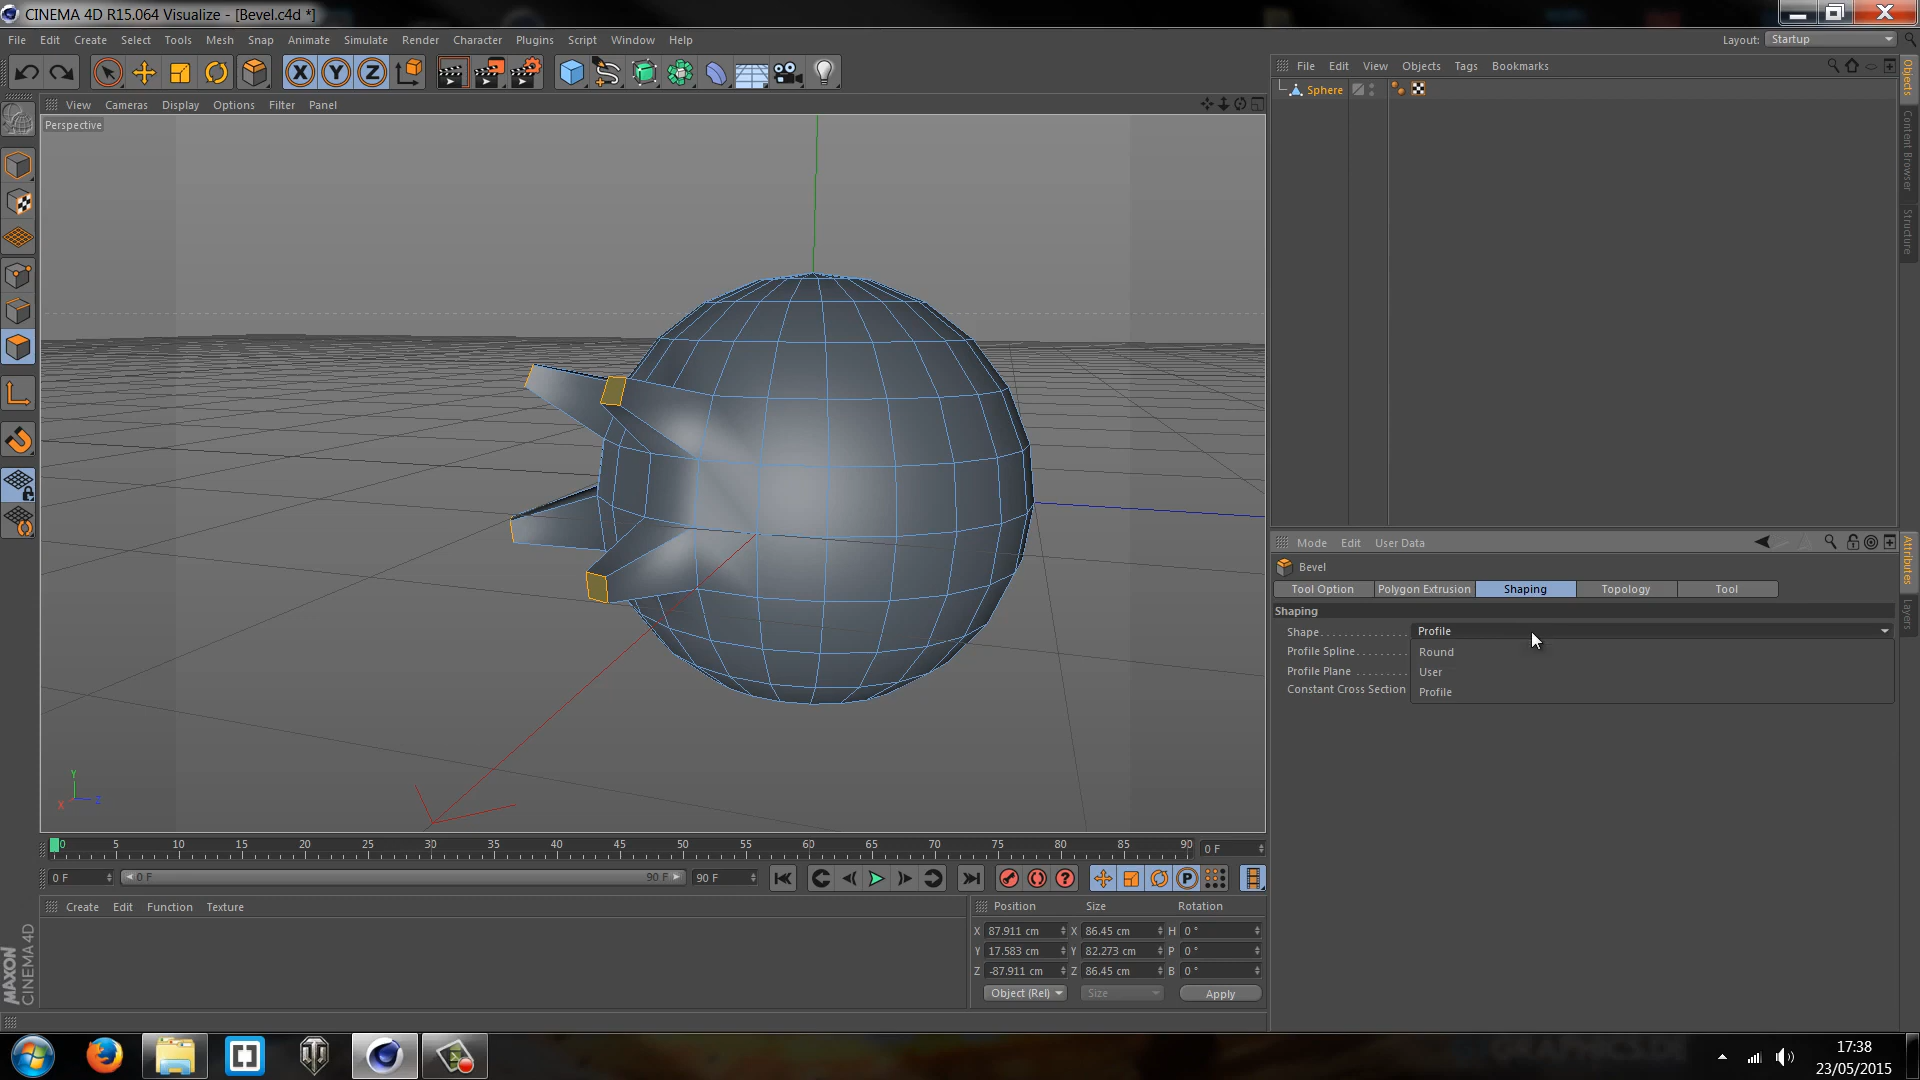 CINEMA 4D R15.064 Visualize - [Bevel.c4d *]
File Edit Create Select Tools Mesh Snap Animate Simulate Render Character Plugins Script Window Help
Layout: Startup
X Y Z
File Edit View Objects Tags Bookmarks
Sphere
View Cameras Display Options Filter Panel
Perspective
Objects
Content Browser
Structure
Mode Edit User Data
Bevel
Tool Option Polygon Extrusion Shaping Topology Tool
Shaping
Shape Profile
Profile Spline Round
Profile Plane User
Constant Cross Section Profile
Attributes
Layers
Y
X Z
0 5 10 15 20 25 30 35 40 45 50 55 60 65 70 75 80 85 90 0 F
0 F 0 F 90 F 90 F
P
Create Edit Function Texture
Position Size Rotation
X 87.911 cm X 86.45 cm H 0 °
Y 17.583 cm Y 82.273 cm P 0 °
Z -87.911 cm Z 86.45 cm B 0 °
Object (Rel) Size Apply
MAXON
CINEMA 4D
17:38
23/05/2015